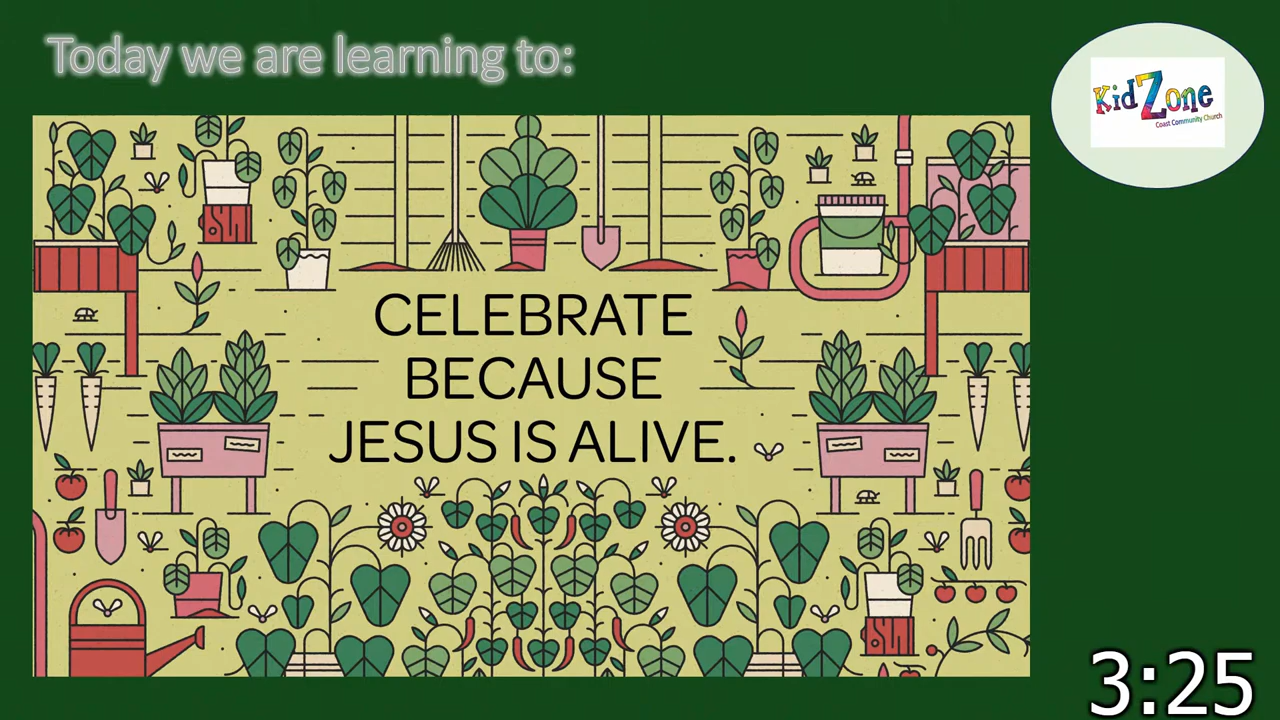 Today we are learning to:
KidZone
Coast Community Church
CELEBRATE
BECAUSE
JESUS IS ALIVE.
3:25